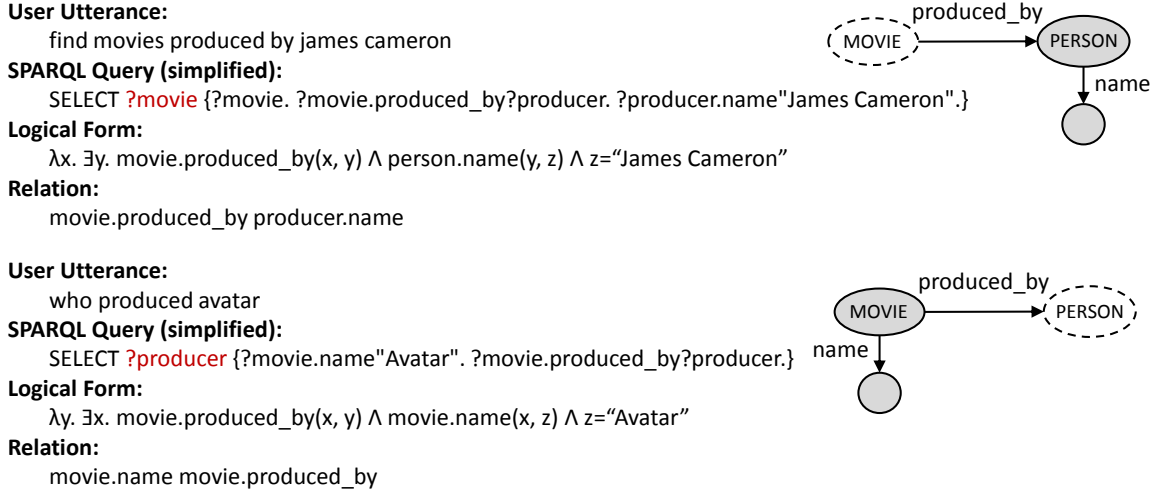 User Utterance:
find movies produced by james cameron
SPARQL Query (simplified):
SELECT ?movie {?movie. ?movie.produced_by?producer. ?producer.name"James Cameron".}
Logical Form:
λx. ∃y. movie.produced_by(x, y) Λ person.name(y, z) Λ z=“James Cameron”
Relation:
movie.produced_by producer.name
produced_by
MOVIE
PERSON
name
User Utterance:
who produced avatar
SPARQL Query (simplified):
SELECT ?producer {?movie.name"Avatar". ?movie.produced_by?producer.}
Logical Form:
λy. ∃x. movie.produced_by(x, y) Λ movie.name(x, z) Λ z=“Avatar”
Relation:
movie.name movie.produced_by
produced_by
MOVIE
PERSON
name